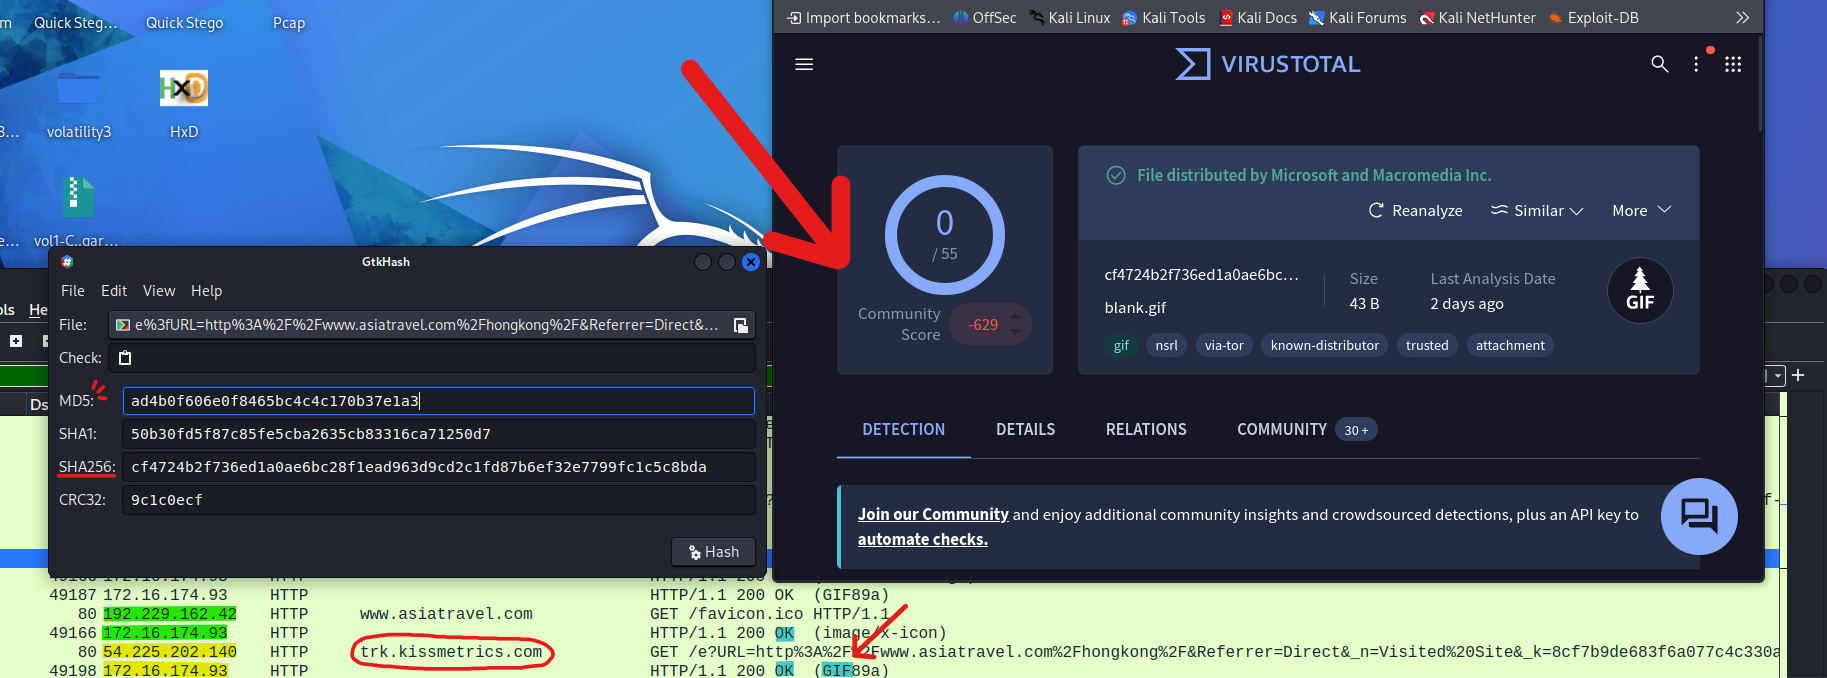 m
Quick Steg…
Quick Stego
Pcap
3…
volatility3
HxD
HxD
e…
vol1-C..gar…
Import bookmarks…
OffSec
Kali Linux
Kali Tools
Kali Docs
Kali Forums
Kali NetHunter
Exploit-DB
VIRUSTOTAL
0
/ 55
Community
Score
-629
File distributed by Microsoft and Macromedia Inc.
Reanalyze
Similar
More
cf4724b2f736ed1a0ae6bc…
blank.gif
Size
43 B
Last Analysis Date
2 days ago
GIF
gif
nsrl
via-tor
known-distributor
trusted
attachment
DETECTION
DETAILS
RELATIONS
COMMUNITY
30 +
Join our Community and enjoy additional community insights and crowdsourced detections, plus an API key to
automate checks.
GtkHash
File
Edit
View
Help
File: e%3fURL=http%3A%2F%2Fwww.asiatravel.com%2Fhongkong%2F&Referrer=Direct&…
Check:
MD5: ad4b0f606e0f8465bc4c4c170b37e1a3
SHA1: 50b30fd5f87c85fe5cba2635cb83316ca71250d7
SHA256: cf4724b2f736ed1a0ae6bc28f1ead963d9cd2c1fd87b6ef32e7799fc1c5c8bda
CRC32: 9c1c0ecf
Hash
ols
He
Ds
49187 172.16.174.93 HTTP HTTP/1.1 200 OK (GIF89a)
80 192.229.162.42 HTTP www.asiatravel.com GET /favicon.ico HTTP/1.1
49166 172.16.174.93 HTTP HTTP/1.1 200 OK (image/x-icon)
80 54.225.202.140 HTTP trk.kissmetrics.com GET /e?URL=http%3A%2F%2Fwww.asiatravel.com%2Fhongkong%2F&Referrer=Direct&_n=Visited%20Site&_k=8cf7b9de683f6a077c4c330a
49198 172.16.174.93 HTTP HTTP/1.1 200 OK (GIF89a)